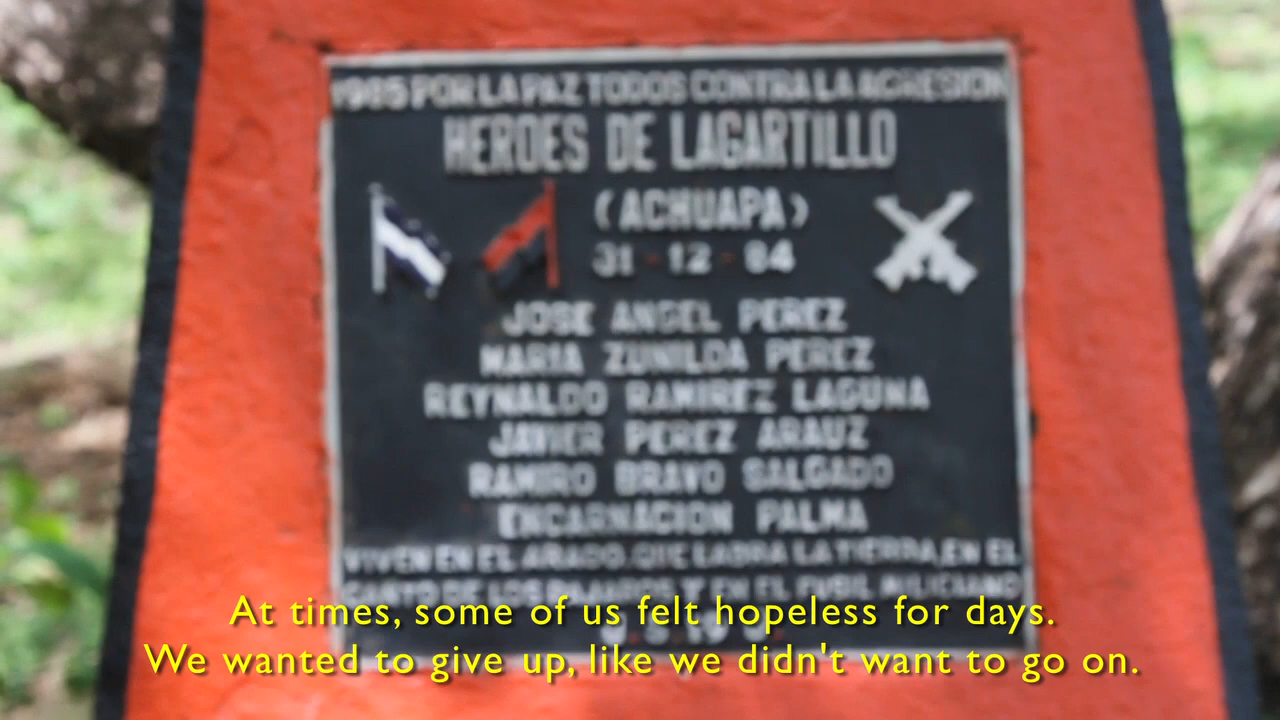 1985 POR LA PAZ TODOS CONTRA LA AGRESION
HEROES DE LAGARTILLO
(ACHUAPA)
31-12-84
JOSE ANGEL PEREZ
MARIA ZUNILDA PEREZ
REYNALDO RAMIREZ LAGUNA
JAVIER PEREZ ARAUZ
RAMIRO BRAVO SALGADO
ENCARNACION PALMA
VIVEN EN EL ARADO, QUE LABRA LA TIERRA, EN EL
CANTO DE LOS PAJAROS Y EN EL FUSIL MILICIANO
At times, some of us felt hopeless for days.
We wanted to give up, like we didn't want to go on.